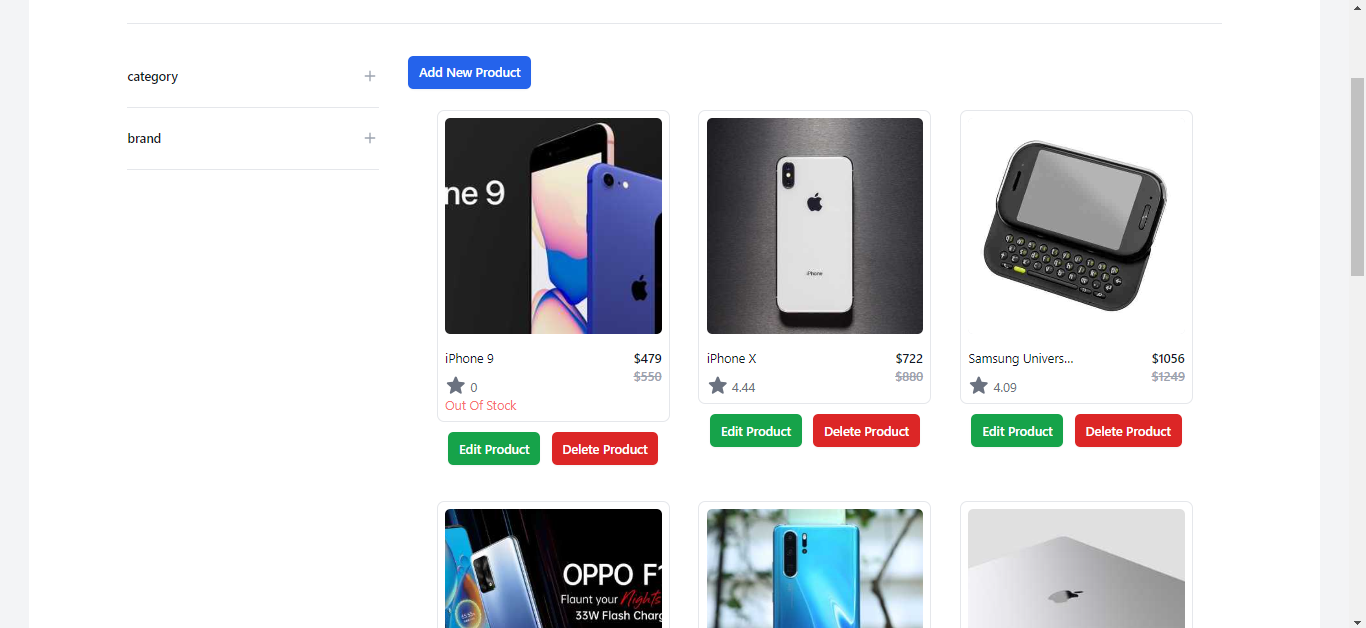 category
brand
Add New Product
ne 9
iPhone 9
$479
$550
0
Out Of Stock
Edit Product
Delete Product
iPhone
iPhone X
$722
$880
4.44
Edit Product
Delete Product
Samsung Univers...
$1056
$1249
4.09
Edit Product
Delete Product
OPPO F1
Flaunt your Nights
33W Flash Charg